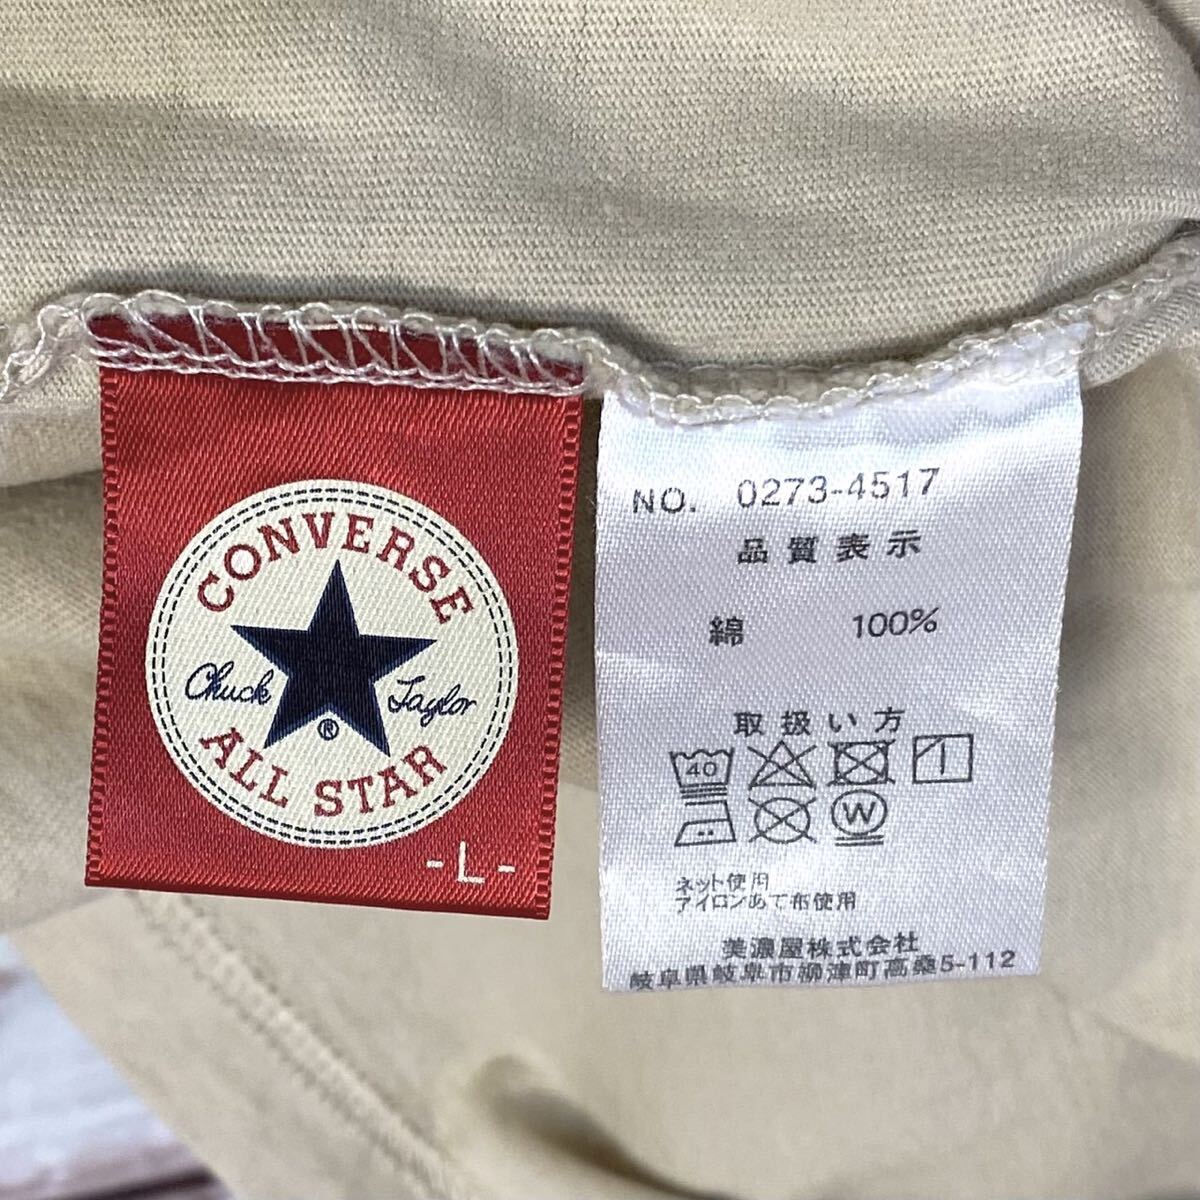 CONVERSE
Chuck Taylor
®
ALL STAR
-L-
NO. 0273-4517
品質表示
綿 100%
取扱い方
40
W
ネット使用
アイロンあて布使用
美濃屋株式会社
岐阜県岐阜市柳津町高桑5-112